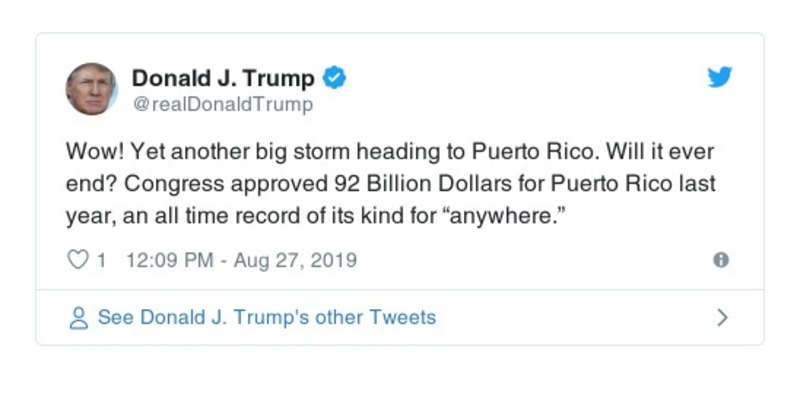 Donald J. Trump
@realDonaldTrump
Wow! Yet another big storm heading to Puerto Rico. Will it ever
end? Congress approved 92 Billion Dollars for Puerto Rico last
year, an all time record of its kind for “anywhere.”
1 12:09 PM - Aug 27, 2019
See Donald J. Trump's other Tweets